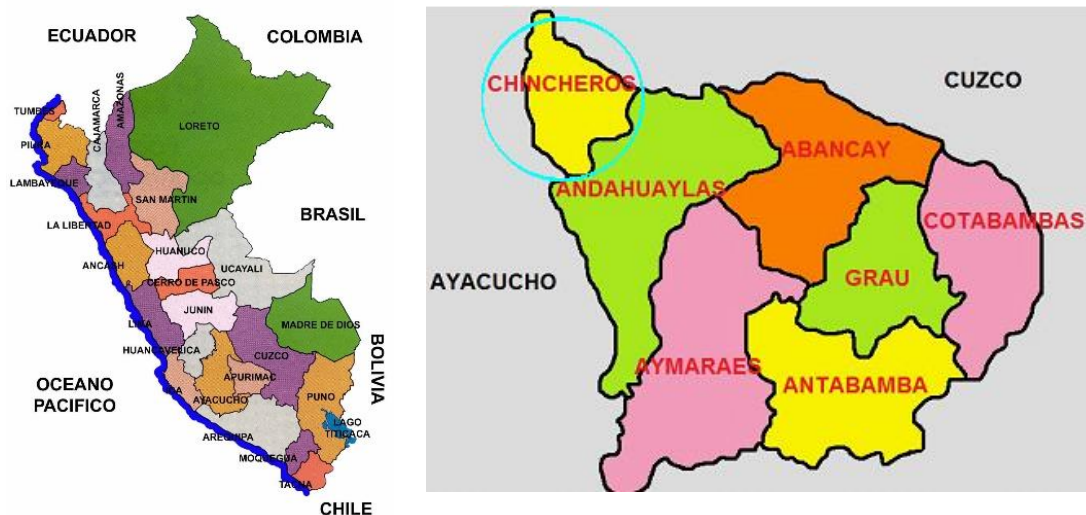 ECUADOR
COLOMBIA
TUMBES
PIURA
CAJAMARCA
AMAZONAS
LORETO
LAMBAYEQUE
SAN MARTIN
LA LIBERTAD
BRASIL
HUANUCO
ANCASH
UCAYALI
CERRO DE PASCO
LIMA
JUNIN
MADRE DE DIOS
HUANCAVELICA
CUZCO
BOLIVA
OCEANO
PACIFICO
APURIMAC
AYACUCHO
PUNO
LAGO
TITICACA
AREQUIPA
MOQUEGUA
TACNA
CHILE
CHINCHEROS
CUZCO
ABANCAY
ANDAHUAYLAS
COTABAMBAS
AYACUCHO
GRAU
AYMARAES
ANTABAMBA